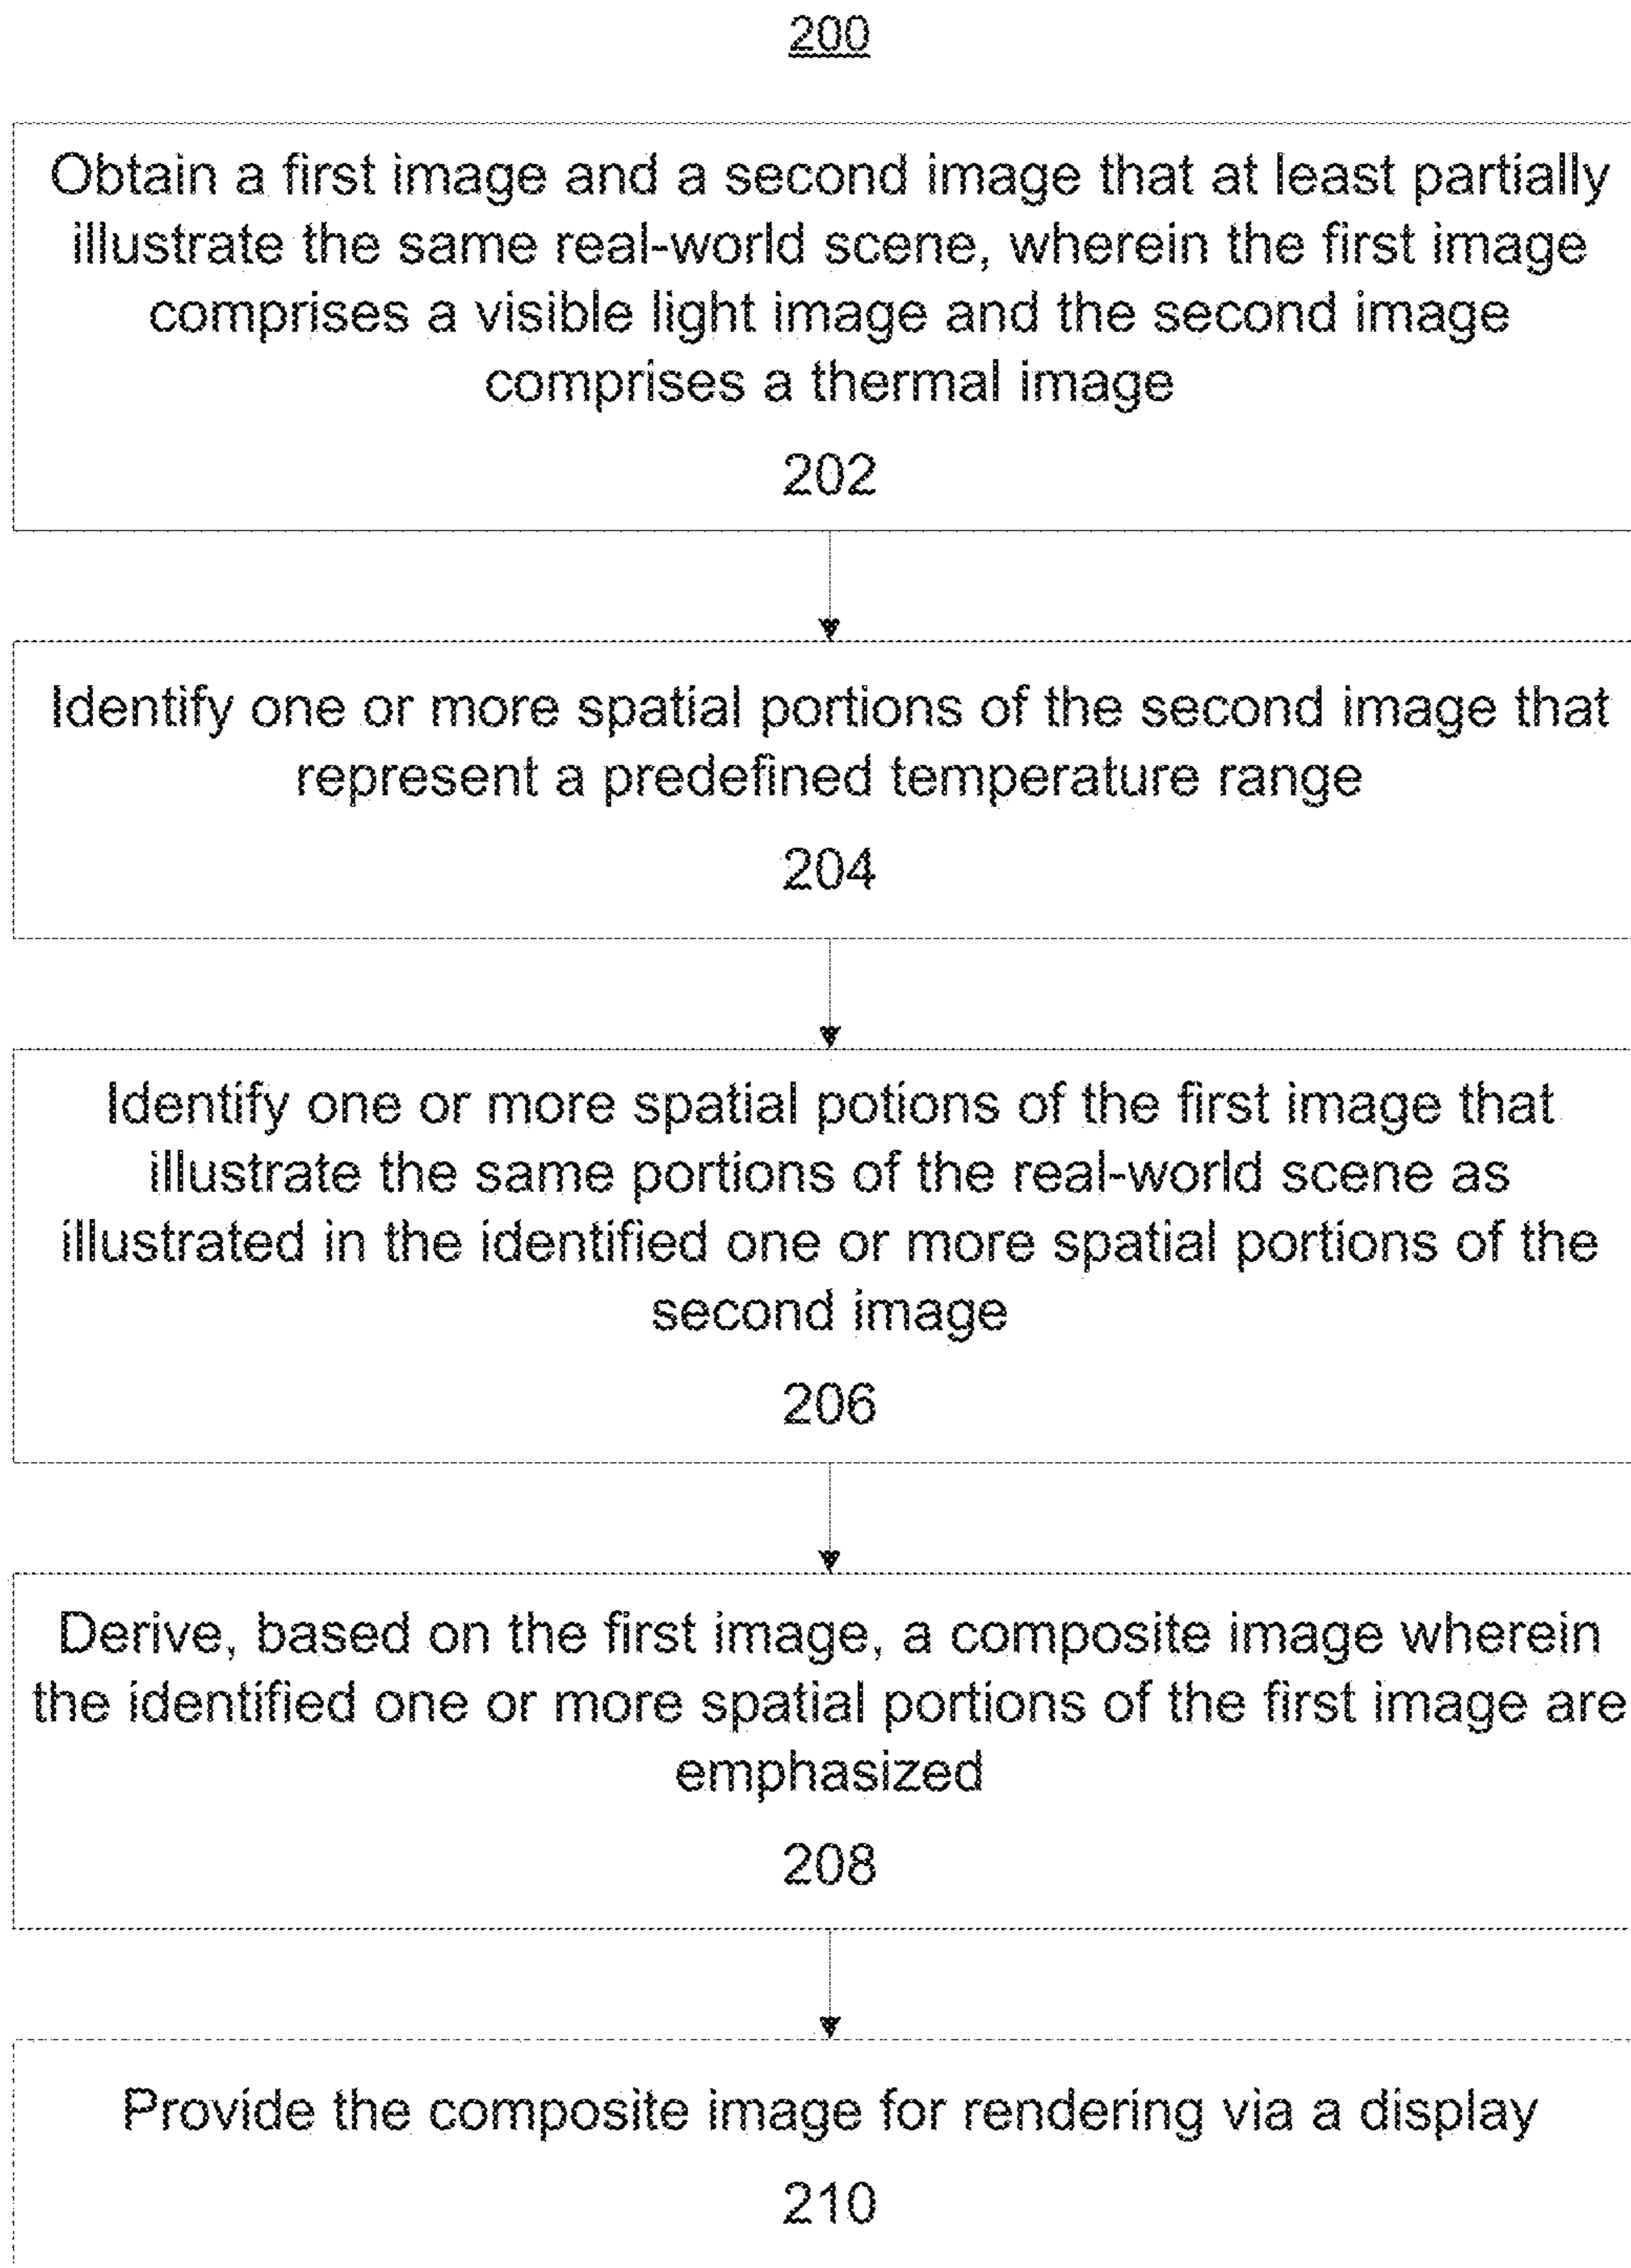 200
Obtain a first image and a second image that at least partially
illustrate the same real-world scene, wherein the first image
comprises a visible light image and the second image
comprises a thermal image
202
Identify one or more spatial portions of the second image that
represent a predefined temperature range
204
Identify one or more spatial potions of the first image that
illustrate the same portions of the real-world scene as
illustrated in the identified one or more spatial portions of the
second image
206
Derive, based on the first image, a composite image wherein
the identified one or more spatial portions of the first image are
emphasized
208
Provide the composite image for rendering via a display
210